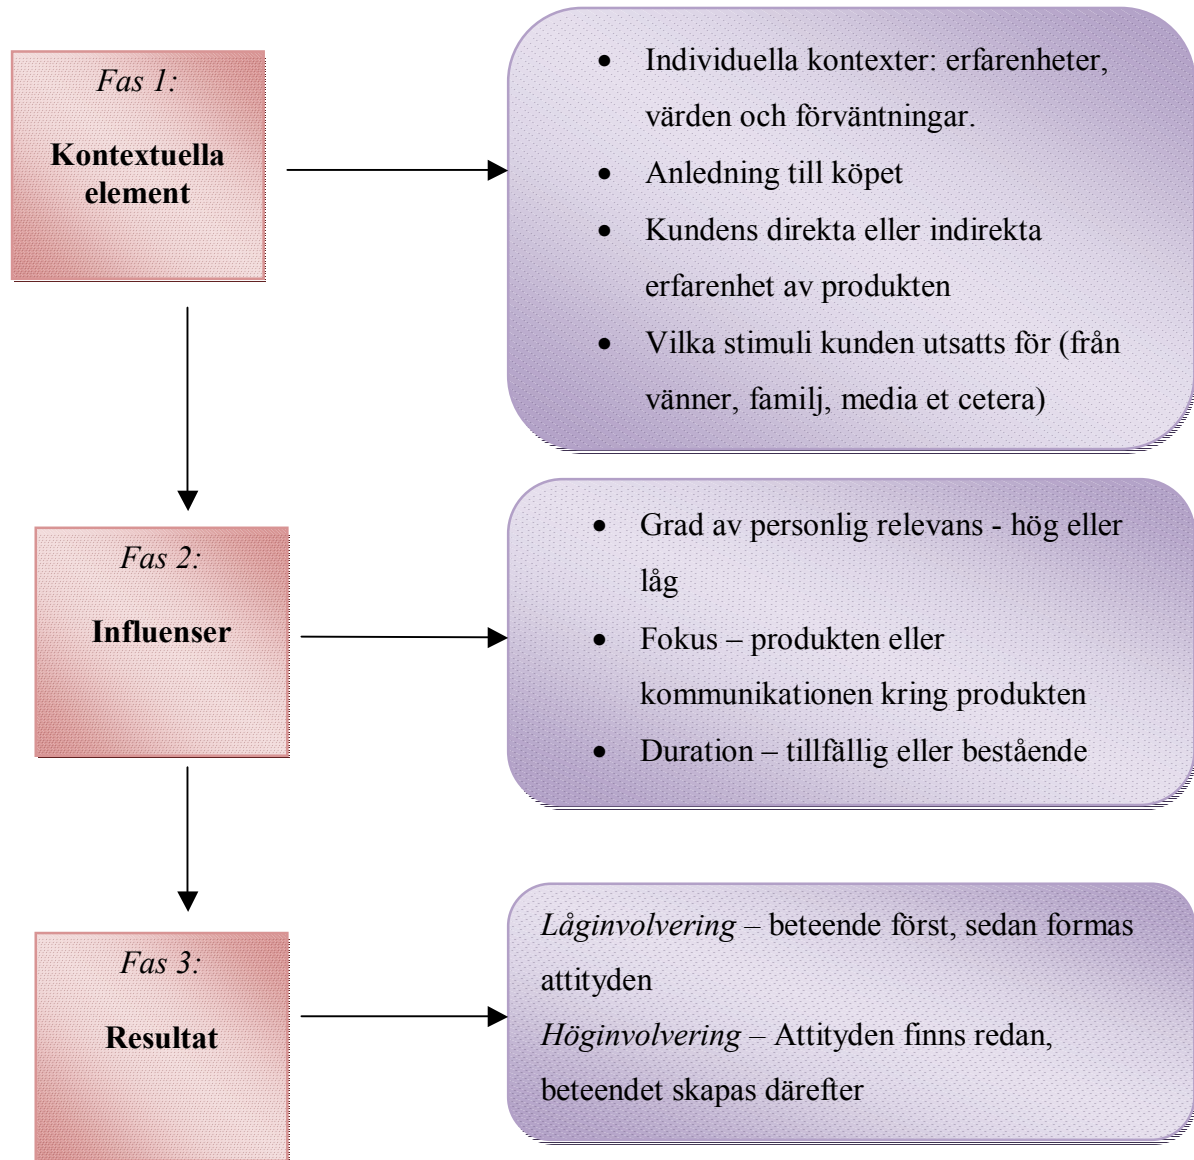 Fas 1:
Kontextuella
element
• Individuella kontexter: erfarenheter,
värden och förväntningar.
• Anledning till köpet
• Kundens direkta eller indirekta
erfarenhet av produkten
• Vilka stimuli kunden utsatts för (från
vänner, familj, media et cetera)
Fas 2:
Influenser
• Grad av personlig relevans - hög eller
låg
• Fokus – produkten eller
kommunikationen kring produkten
• Duration – tillfällig eller bestående
Fas 3:
Resultat
Låginvolvering – beteende först, sedan formas
attityden
Höginvolvering – Attityden finns redan,
beteendet skapas därefter